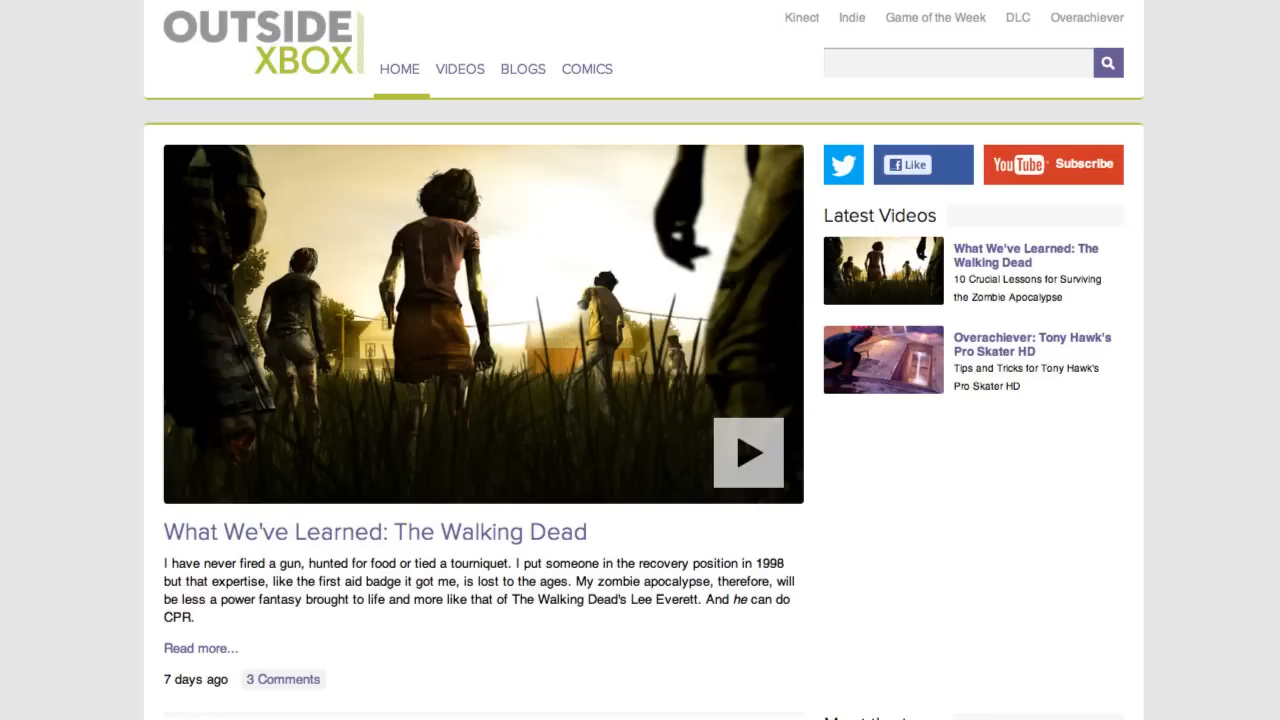 OUTSIDE
XBOX
HOME VIDEOS BLOGS COMICS
Kinect Indie Game of the Week DLC Overachiever
Like
YouTube Subscribe
Latest Videos
What We've Learned: The
Walking Dead
10 Crucial Lessons for Surviving
the Zombie Apocalypse
Overachiever: Tony Hawk's
Pro Skater HD
Tips and Tricks for Tony Hawk's
Pro Skater HD
What We've Learned: The Walking Dead
I have never fired a gun, hunted for food or tied a tourniquet. I put someone in the recovery position in 1998
but that expertise, like the first aid badge it got me, is lost to the ages. My zombie apocalypse, therefore, will
be less a power fantasy brought to life and more like that of The Walking Dead's Lee Everett. And he can do
CPR.
Read more...
7 days ago 3 Comments